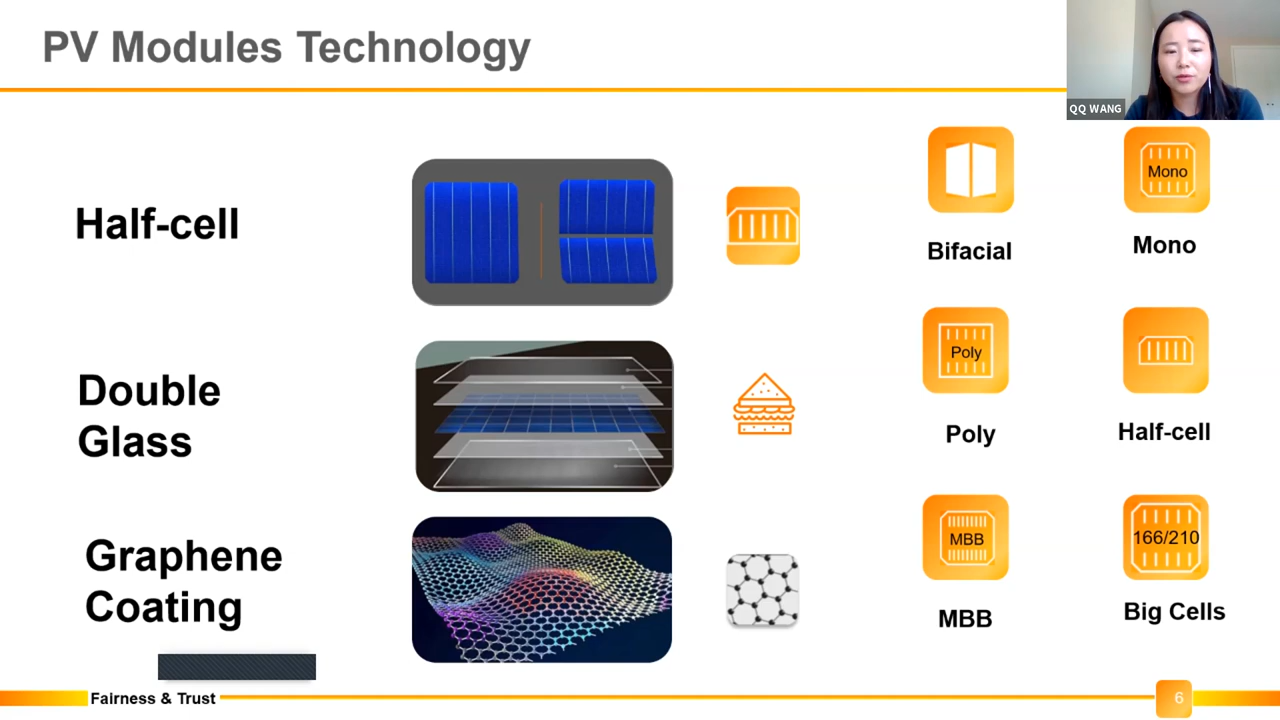 PV Modules Technology
QQ WANG
Half-cell
Bifacial
Mono
Mono
Double
Glass
Poly
Poly
Half-cell
Graphene
Coating
MBB
MBB
166/210
Big Cells
Fairness & Trust
6